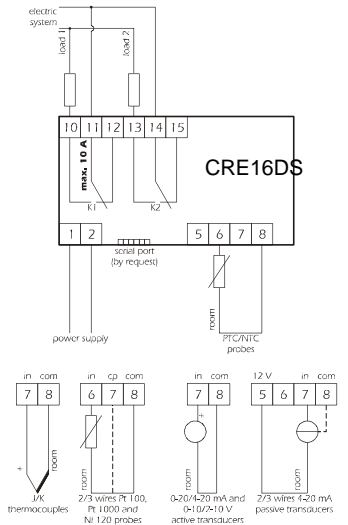 electric
system
load 1
load 2
10 11 12 13 14 15
max. 10 A
CRE16DS
K1
K2
1 2
5 6 7 8
serial port
(by request)
room
power supply
PTC/NTC
probes
in com
7 8
+
room
J/K
thermocouples
in cp com
6 7 8
room
2/3 wires Pt 100,
Pt 1000 and
Ni 120 probes
in com
7 8
+
room
0-20/4-20 mA and
0-10/2-10 V
active transducers
12 V in com
5 6 7 8
room
2/3 wires 4-20 mA
passive transducers